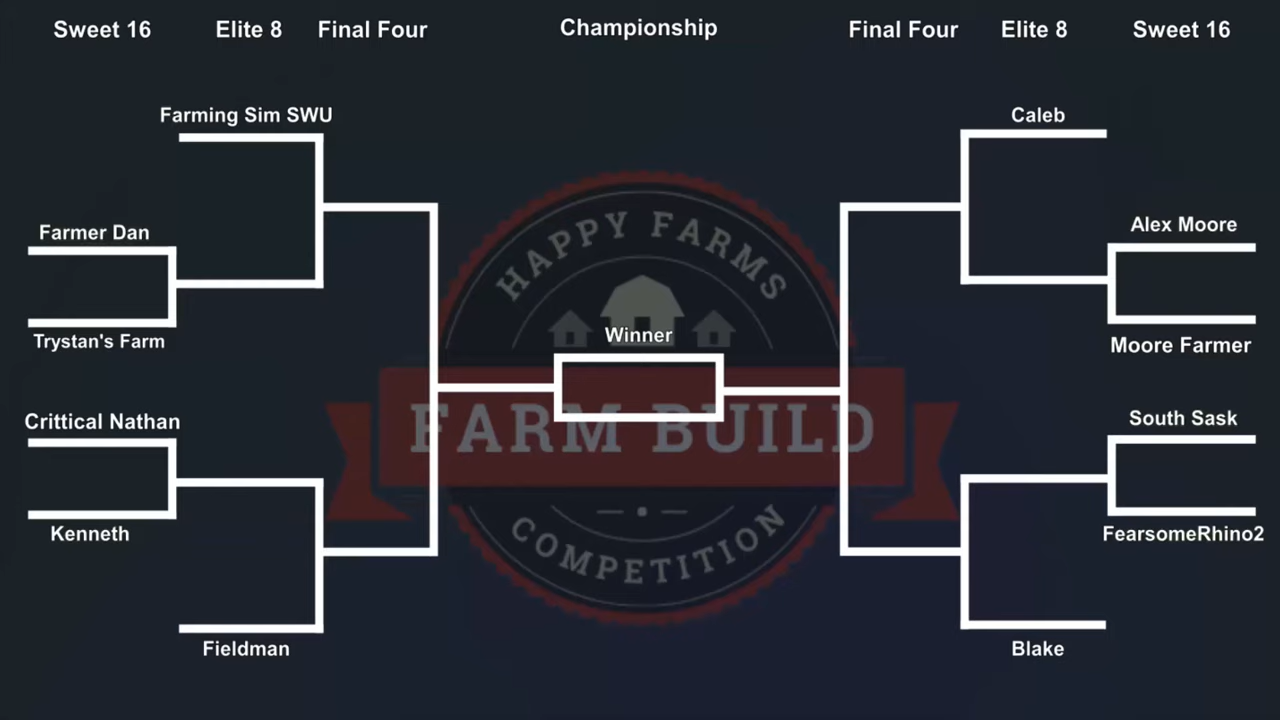 Sweet 16 Elite 8 Final Four Championship Final Four Elite 8 Sweet 16
Farming Sim SWU
Caleb
Farmer Dan
Alex Moore
Trystan's Farm
Moore Farmer
Winner
Crittical Nathan
South Sask
Kenneth
FearsomeRhino2
Fieldman
Blake
HAPPY FARMS
FARM BUILD
COMPETITION